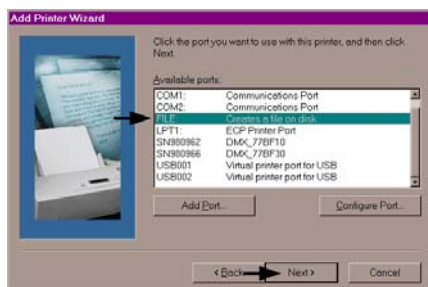 Add Printer Wizard
Click the port you want to use with this printer, and then click
Next.
Available ports:
COM1: Communications Port
COM2: Communications Port
FILE: Creates a file on disk
LPT1: ECP Printer Port
SN980962 DMX_77BF10
SN980966 DMX_77BF30
USB001 Virtual printer port for USB
USB002 Virtual printer port for USB
Add Port...
Configure Port...
< Back
Next >
Cancel